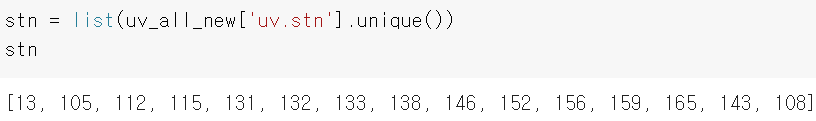 stn = list(uv_all_new['uv.stn'].unique())
stn
[13, 105, 112, 115, 131, 132, 133, 138, 146, 152, 156, 159, 165, 143, 108]